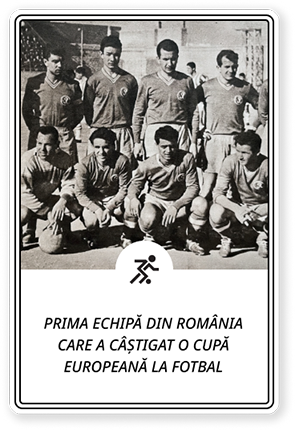 PRIMA ECHIPĂ DIN ROMÂNIA
CARE A CÂȘTIGAT O CUPĂ
EUROPEANĂ LA FOTBAL